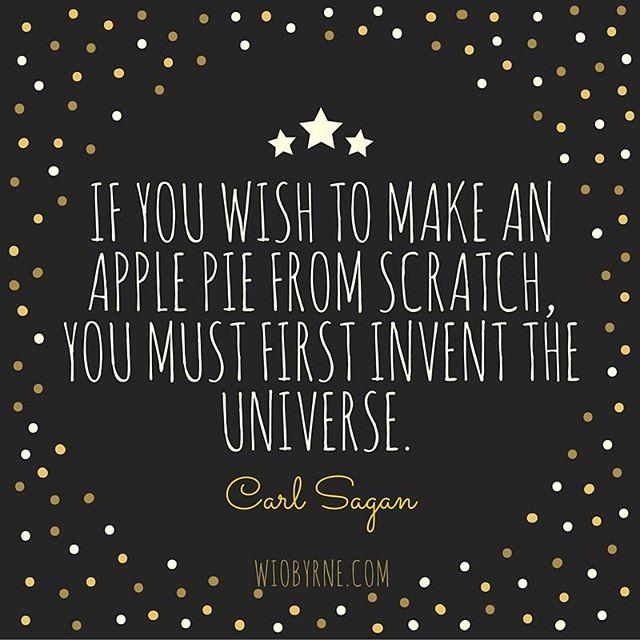 IF YOU WISH TO MAKE AN
APPLE PIE FROM SCRATCH,
YOU MUST FIRST INVENT THE
UNIVERSE.
Carl Sagan
WIOBYRNE.COM